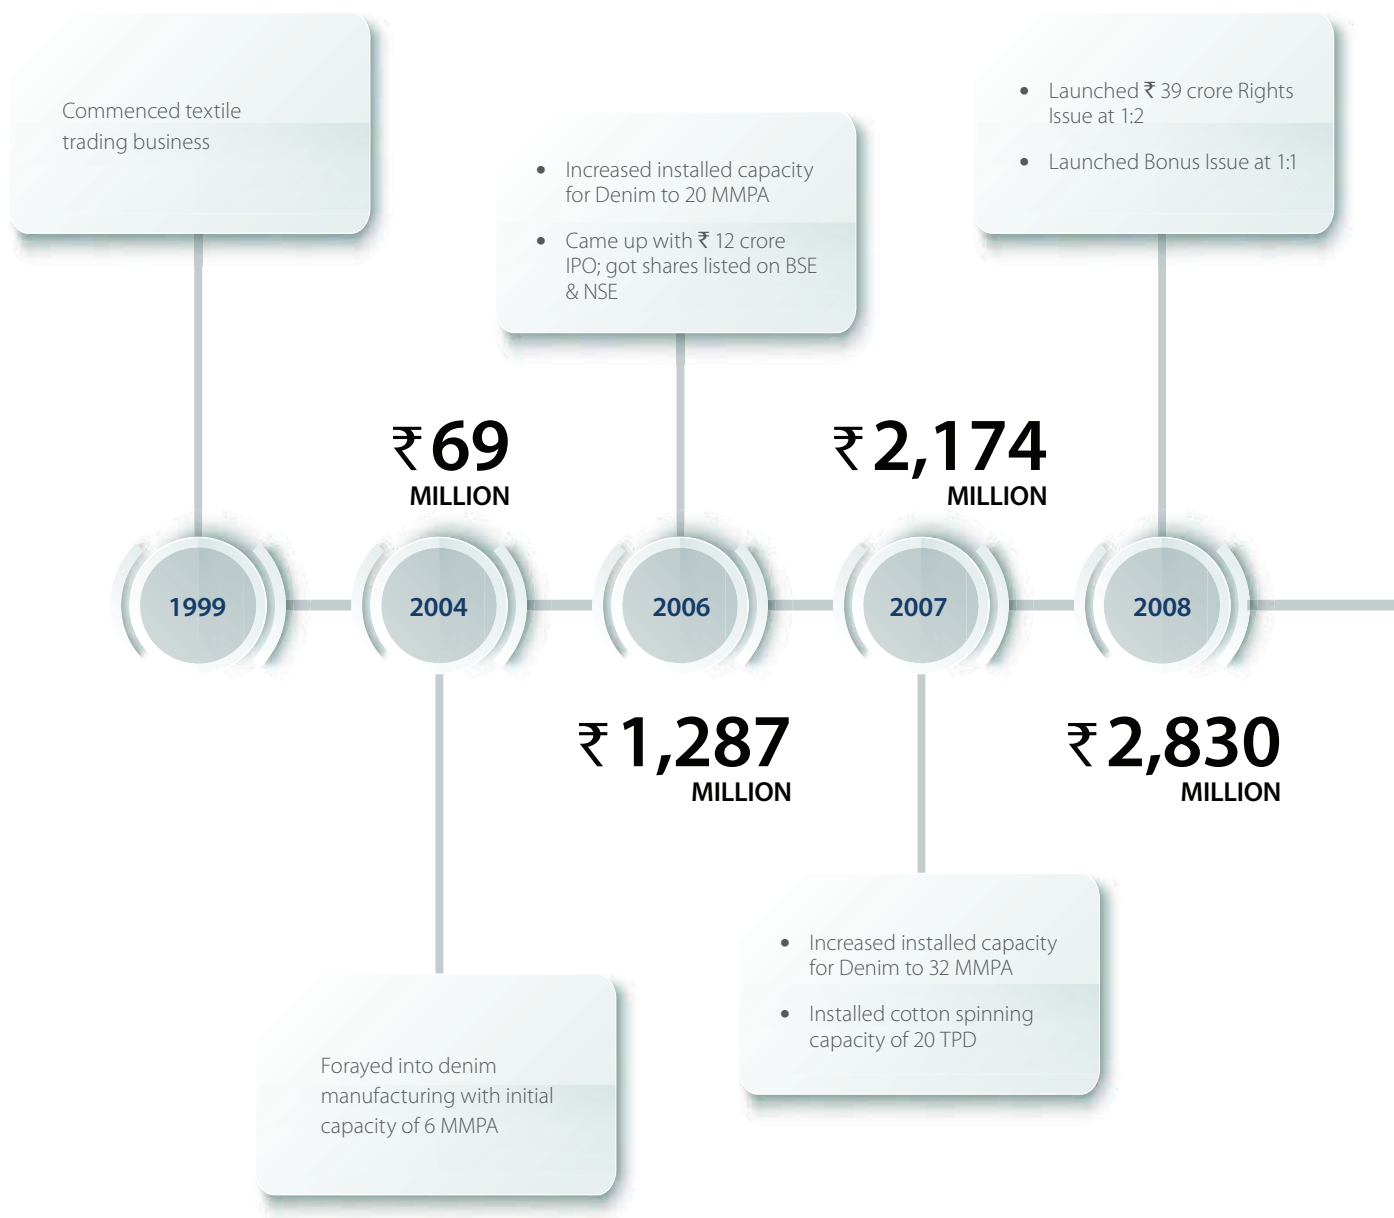 Commenced textile
trading business
• Increased installed capacity
for Denim to 20 MMPA
• Came up with ₹ 12 crore
IPO; got shares listed on BSE
& NSE
• Launched ₹ 39 crore Rights
Issue at 1:2
• Launched Bonus Issue at 1:1
₹ 69
MILLION
₹ 2,174
MILLION
1999
2004
2006
2007
2008
₹ 1,287
MILLION
₹ 2,830
MILLION
Forayed into denim
manufacturing with initial
capacity of 6 MMPA
• Increased installed capacity
for Denim to 32 MMPA
• Installed cotton spinning
capacity of 20 TPD